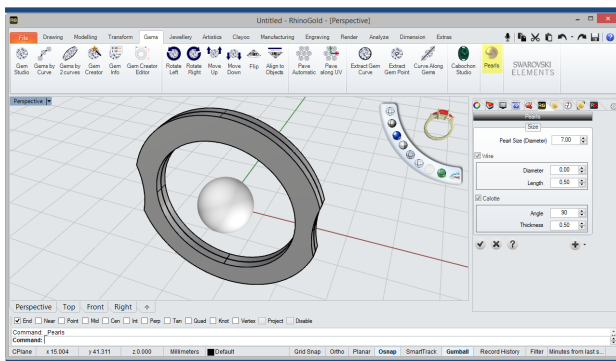 Untitled - RhinoGold - [Perspective]
File Drawing Modelling Transform Gems Jewellery Artistics Clayoo Manufacturing Engraving Render Analyze Dimension Extras
Gem Studio Gems by Curve Gems by 2 curves Gem Creator Gem Info Gem Creator Editor Rotate Left Rotate Right Move Up Move Down Flip Align to Objects Pave Automatic Pave along UV Extract Gem Curve Extract Gem Point Curve Along Gems Cabochon Studio Pearls SWAROVSKI ELEMENTS
Perspective
Pearls
Size
Pearl Size (Diameter) 7.00
Wire
Diameter 0.00
Length 0.50
Calotte
Angle 90
Thickness 0.50
Perspective Top Front Right
End Near Point Mid Cen Int Perp Tan Quad Knot Vertex Project Disable
Command: _Pearls
Command:
CPlane x 15.004 y 41.311 z 0.000 Millimeters Default Grid Snap Ortho Planar Osnap SmartTrack Gumball Record History Filter Minutes from last s...